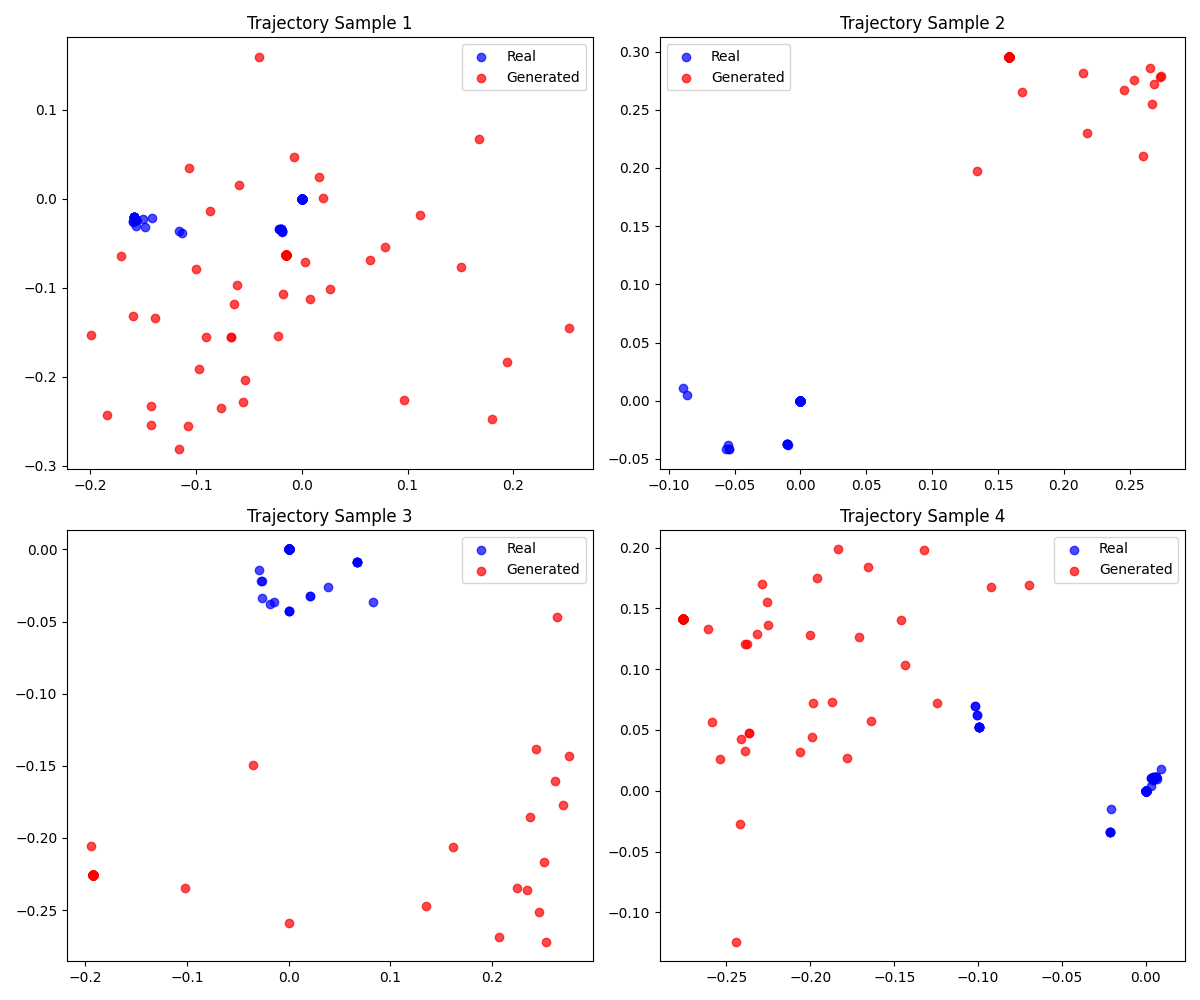 Trajectory Sample 1
Real
Generated
0.1
0.0
−0.1
−0.2
−0.3
−0.2 −0.1 0.0 0.1 0.2
Trajectory Sample 2
Real
Generated
0.30
0.25
0.20
0.15
0.10
0.05
0.00
−0.05
−0.10 −0.05 0.00 0.05 0.10 0.15 0.20 0.25
Trajectory Sample 3
Real
Generated
0.00
−0.05
−0.10
−0.15
−0.20
−0.25
−0.2 −0.1 0.0 0.1 0.2
Trajectory Sample 4
Real
Generated
0.20
0.15
0.10
0.05
0.00
−0.05
−0.10
−0.25 −0.20 −0.15 −0.10 −0.05 0.00